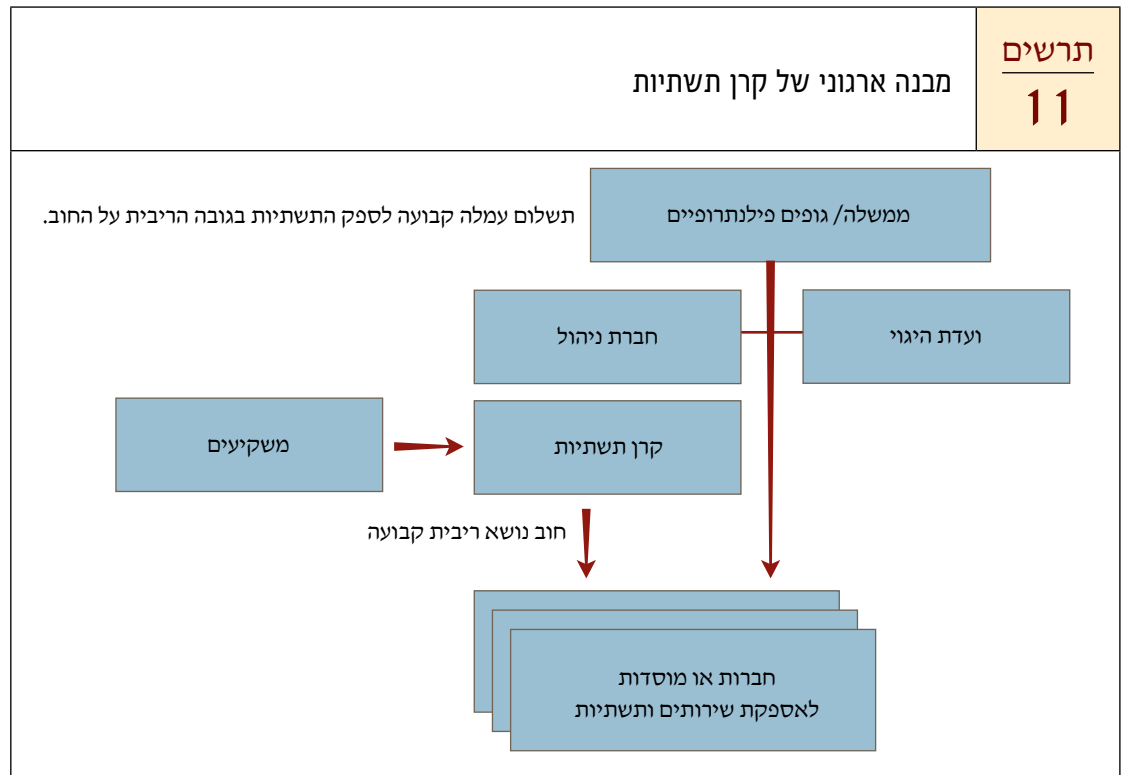 תרשים
11
מבנה ארגוני של קרן תשתיות
ממשלה/ גופים פילנתרופיים
תשלום עמלה קבועה לספק התשתיות בגובה הריבית על החוב.
ועדת היגוי
חברת ניהול
קרן תשתיות
משקיעים
חוב נושא ריבית קבועה
חברות או מוסדות
לאספקת שירותים ותשתיות